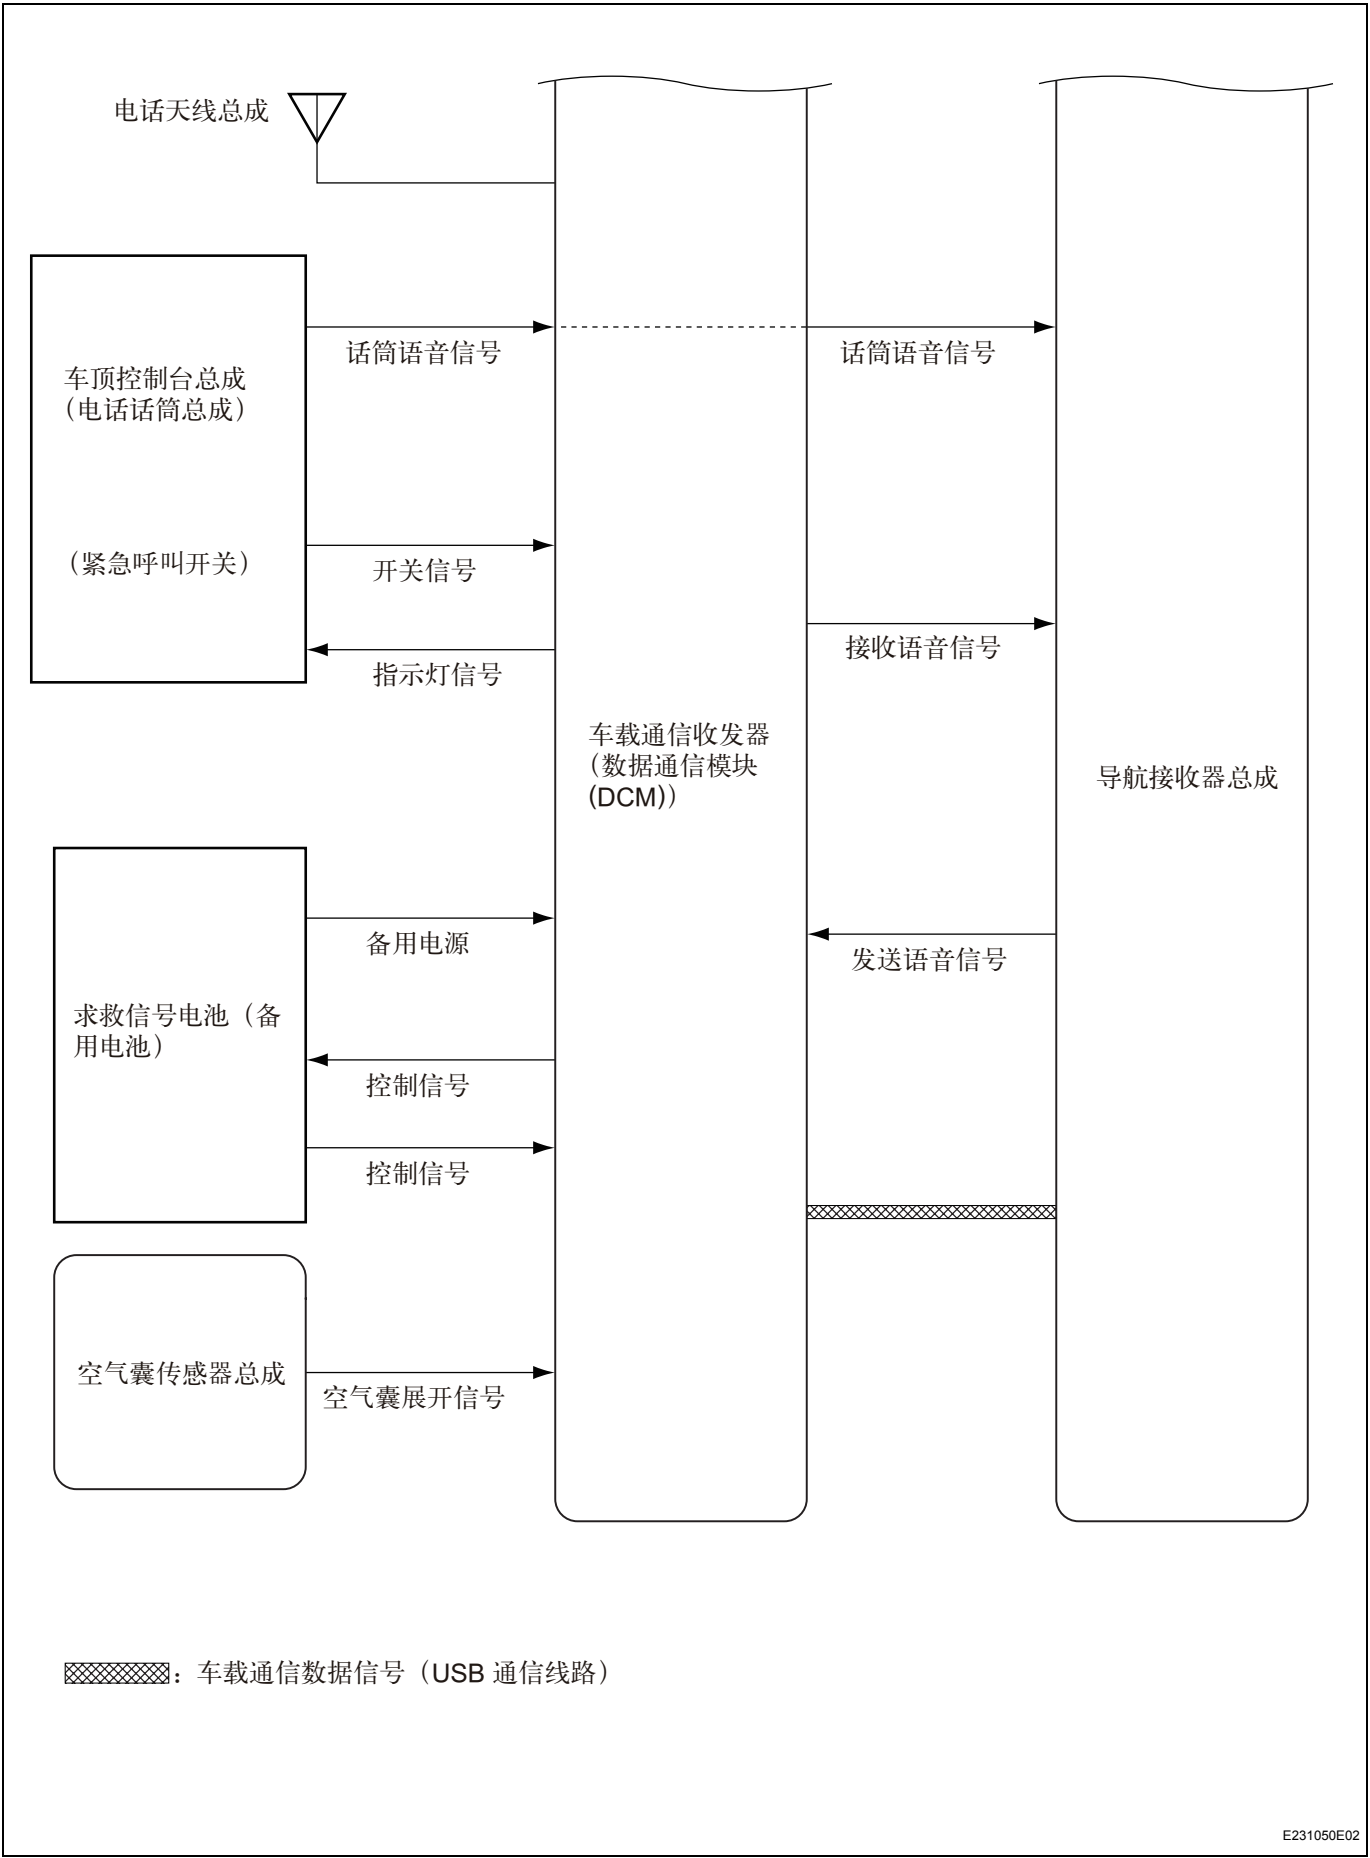 电话天线总成
话筒语音信号
话筒语音信号
车顶控制台总成
（电话话筒总成）
（紧急呼叫开关）
开关信号
接收语音信号
指示灯信号
车载通信收发器
（数据通信模块
(DCM)）
导航接收器总成
备用电源
发送语音信号
求救信号电池（备
用电池）
控制信号
控制信号
空气囊传感器总成
空气囊展开信号
：车载通信数据信号（USB 通信线路）
E231050E02